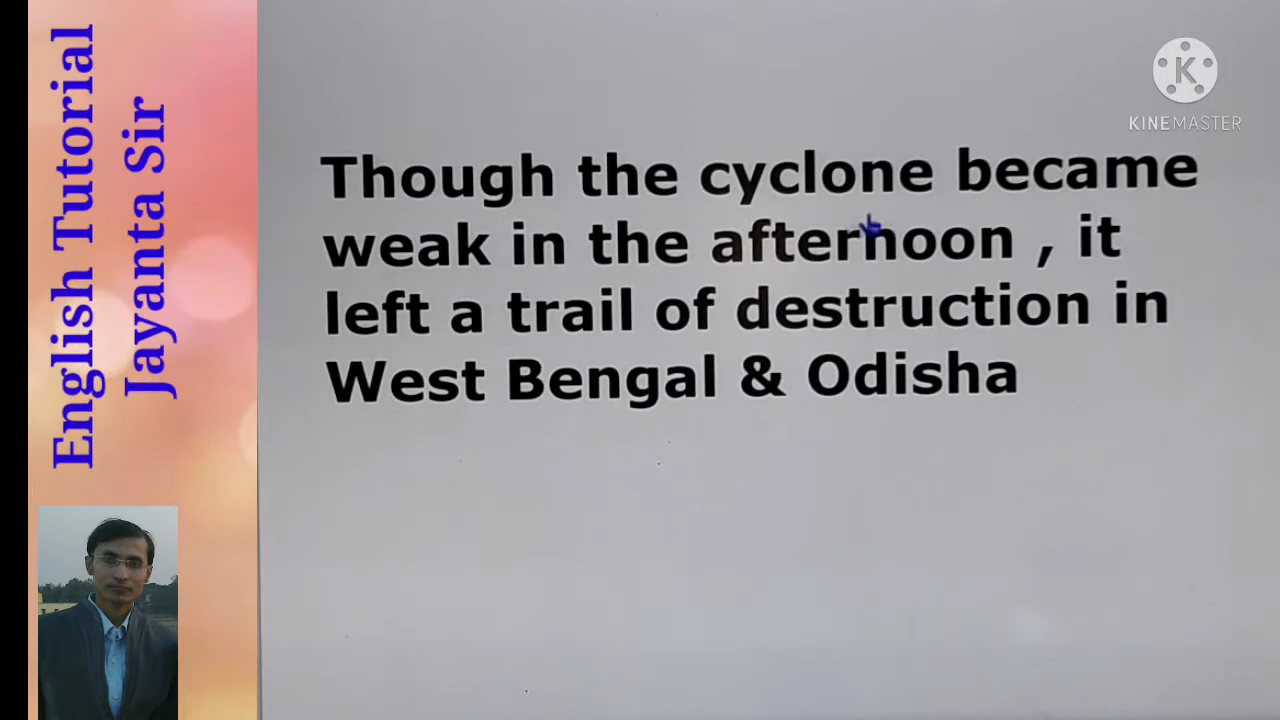 English Tutorial
Jayanta Sir
KINEMASTER
Though the cyclone became
weak in the afternoon , it
left a trail of destruction in
West Bengal & Odisha